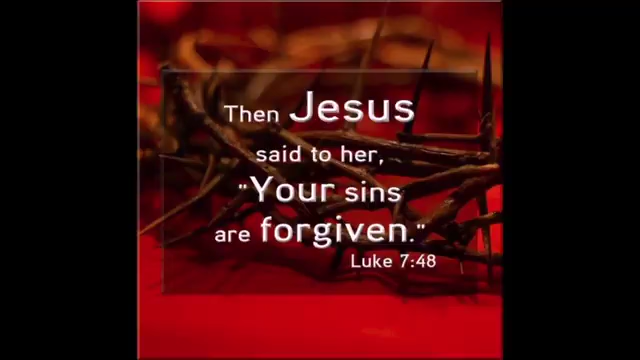 Then Jesus
said to her,
"Your sins
are forgiven."
Luke 7:48